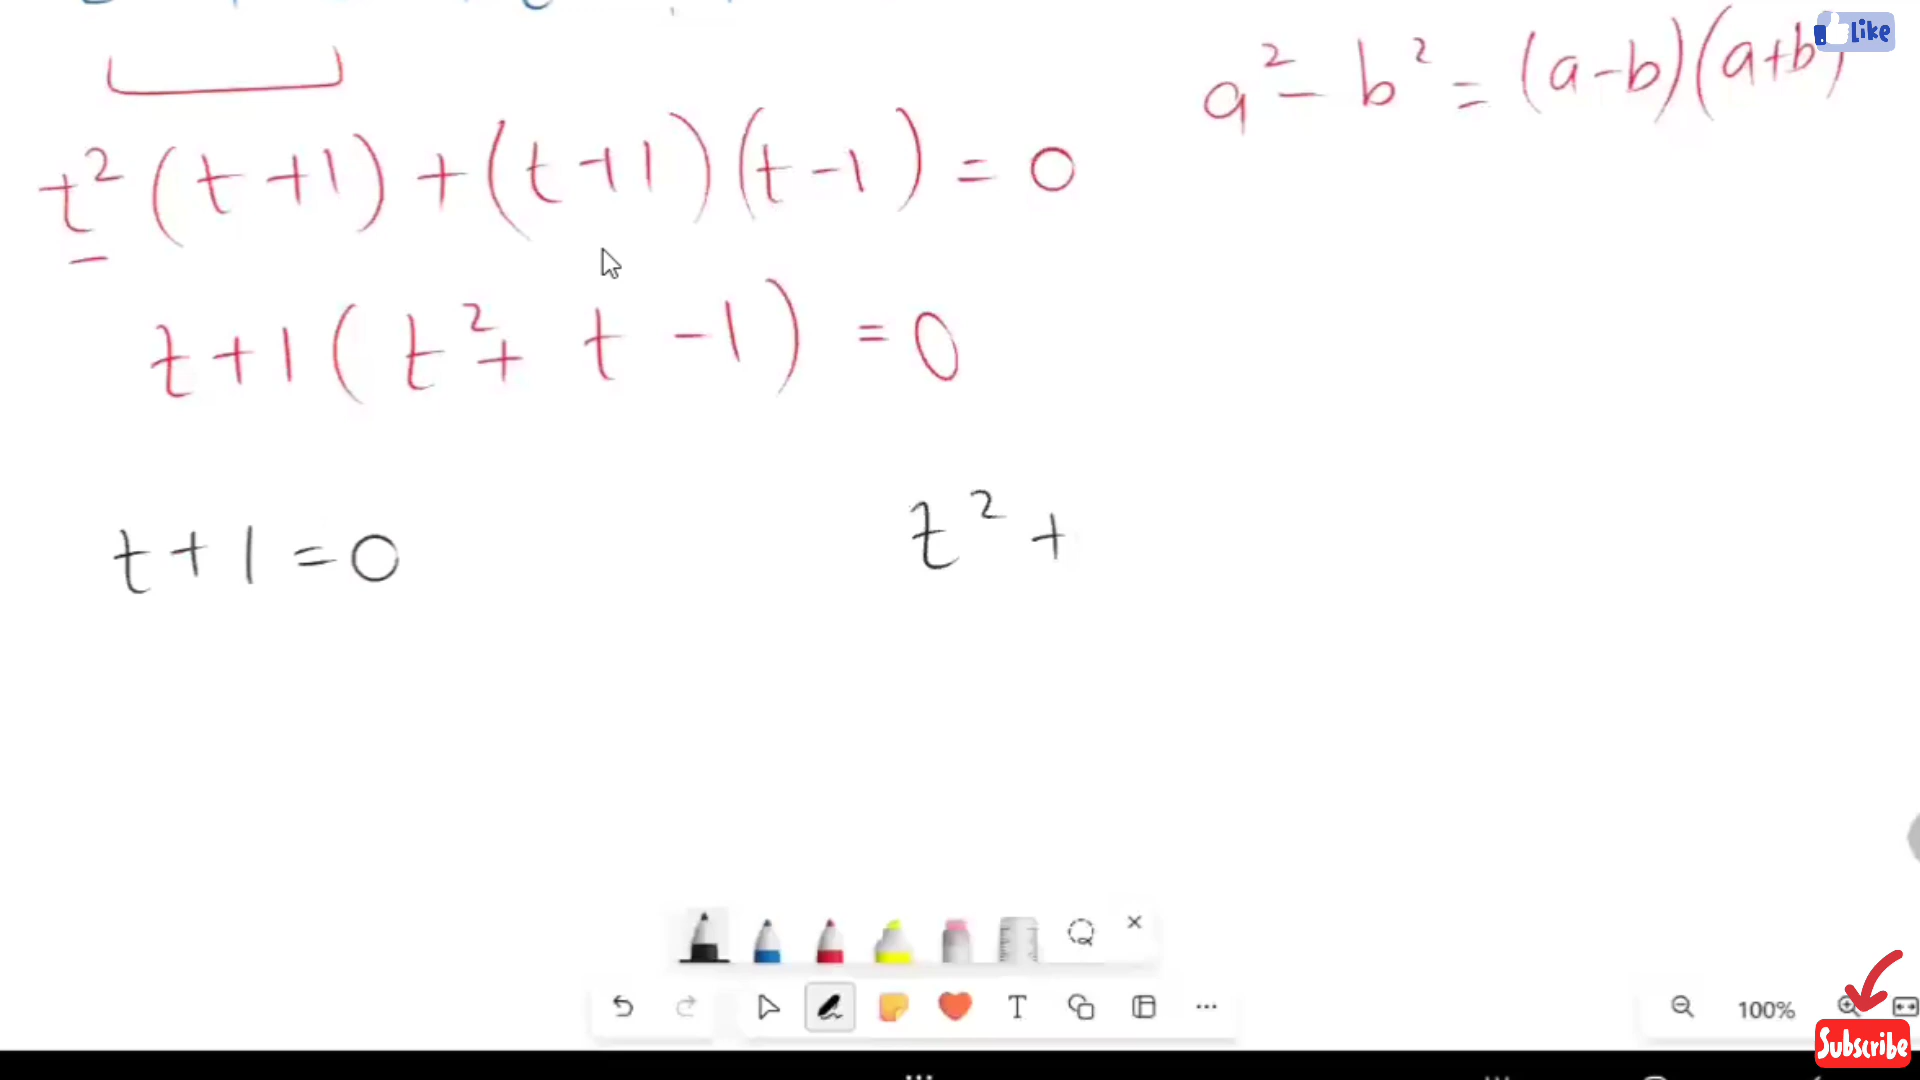 a² - b² = (a-b)(a+b)
Like
t²(t+1)+(t+1)(t-1)=0
t+1(t²+t-1)=0
t+1=0
t²+
T
100%
Subscribe